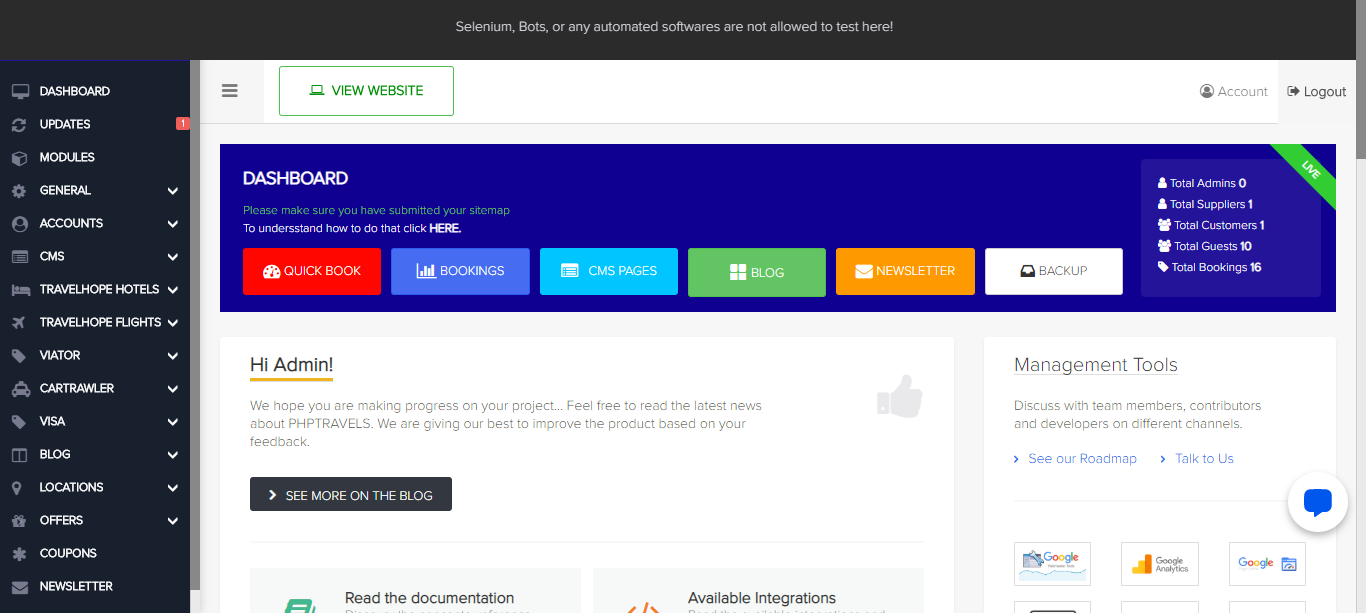 Selenium, Bots, or any automated softwares are not allowed to test here!
DASHBOARD
UPDATES
1
MODULES
GENERAL
ACCOUNTS
CMS
TRAVELHOPE HOTELS
TRAVELHOPE FLIGHTS
VIATOR
CARTRAWLER
VISA
BLOG
LOCATIONS
OFFERS
COUPONS
NEWSLETTER
VIEW WEBSITE
Account
Logout
DASHBOARD
Please make sure you have submitted your sitemap
To undersstand how to do that click HERE.
QUICK BOOK
BOOKINGS
CMS PAGES
BLOG
NEWSLETTER
BACKUP
LIVE
Total Admins 0
Total Suppliers 1
Total Customers 1
Total Guests 10
Total Bookings 16
Hi Admin!
We hope you are making progress on your project... Feel free to read the latest news
about PHPTRAVELS. We are giving our best to improve the product based on your
feedback.
SEE MORE ON THE BLOG
Read the documentation
Available Integrations
Management Tools
Discuss with team members, contributors
and developers on different channels.
See our Roadmap
Talk to Us
Google
Google
Analytics
Google